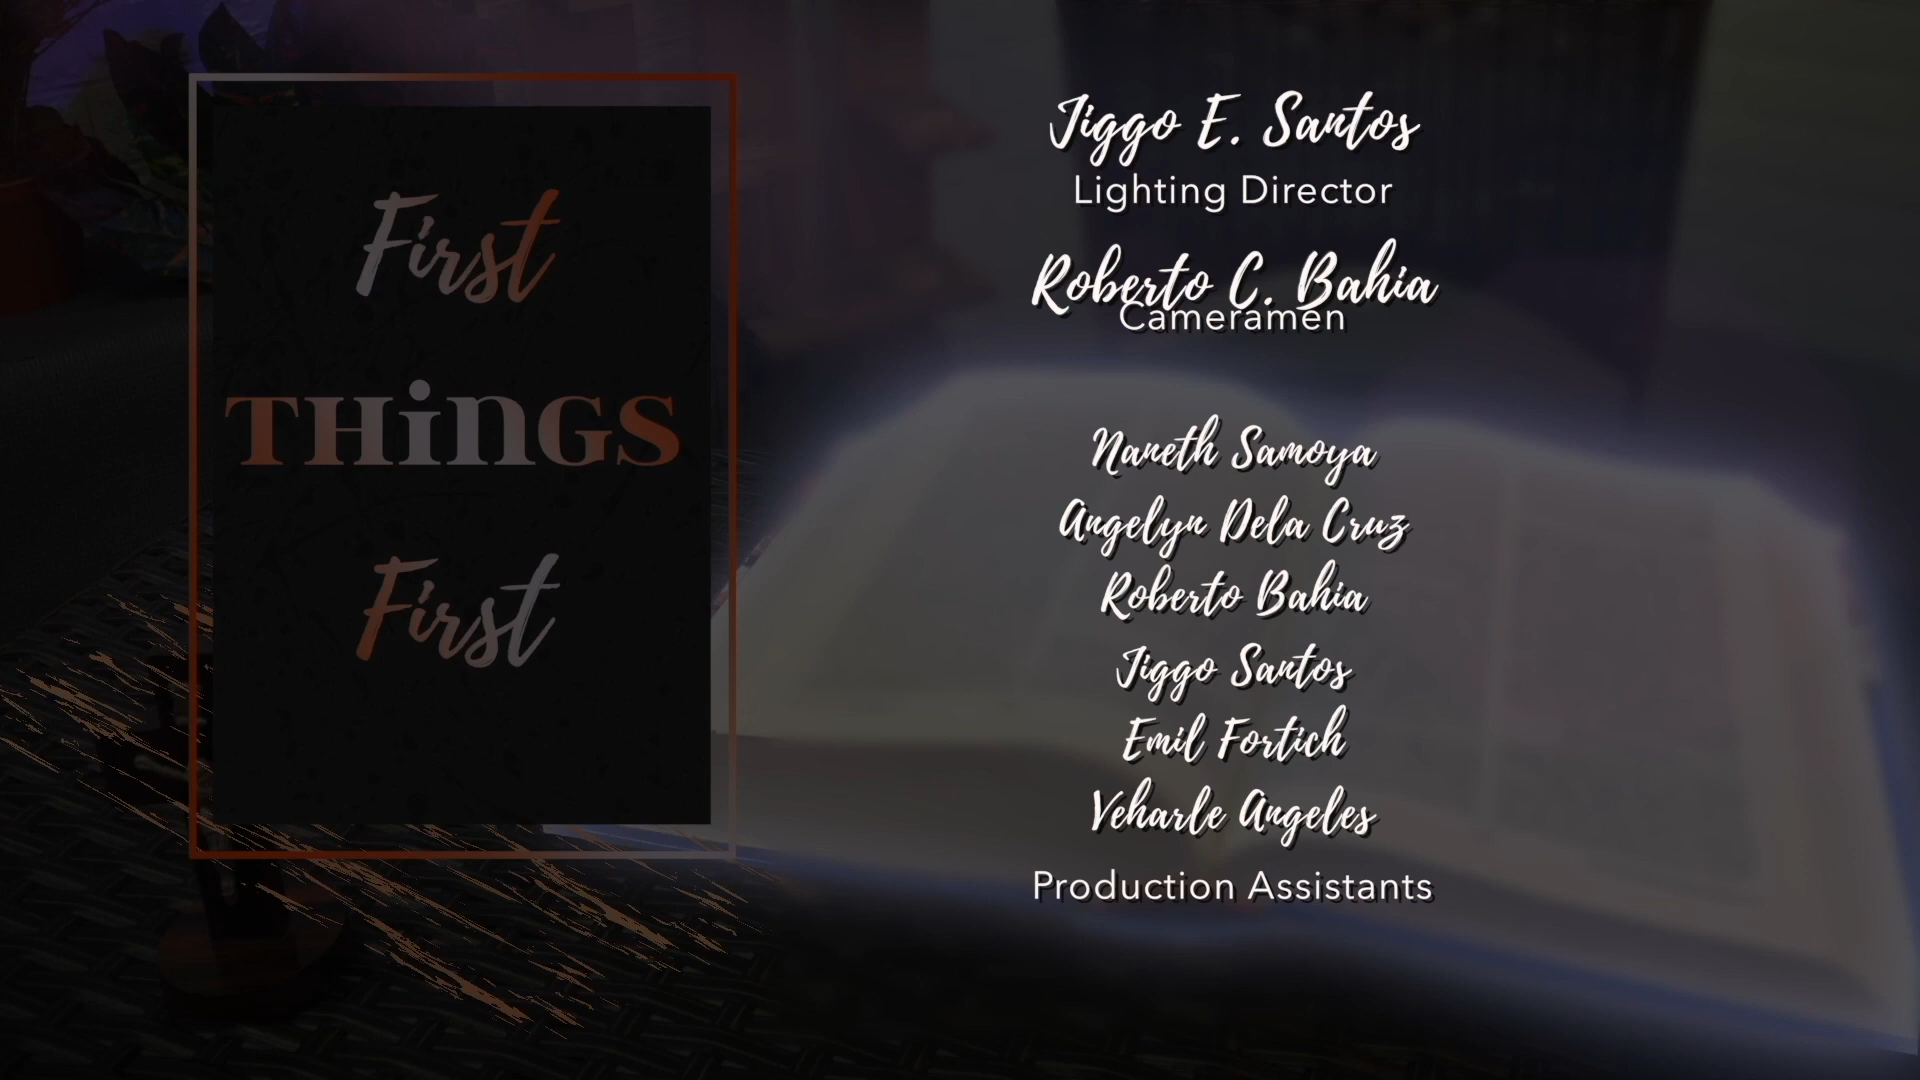 First
THiNGS
First
Jiggo E. Santos
Lighting Director
Roberto C. Bahia
Cameramen
Naneth Samoya
Angelyn Dela Cruz
Roberto Bahia
Jiggo Santos
Emil Fortich
Veharle Angeles
Production Assistants